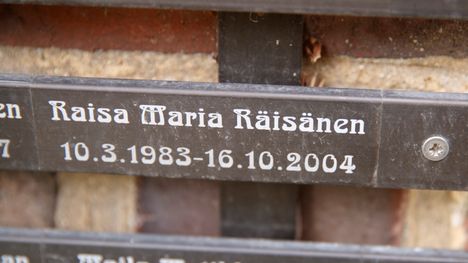 Raisa Maria Räisänen
10.3.1983-16.10.2004